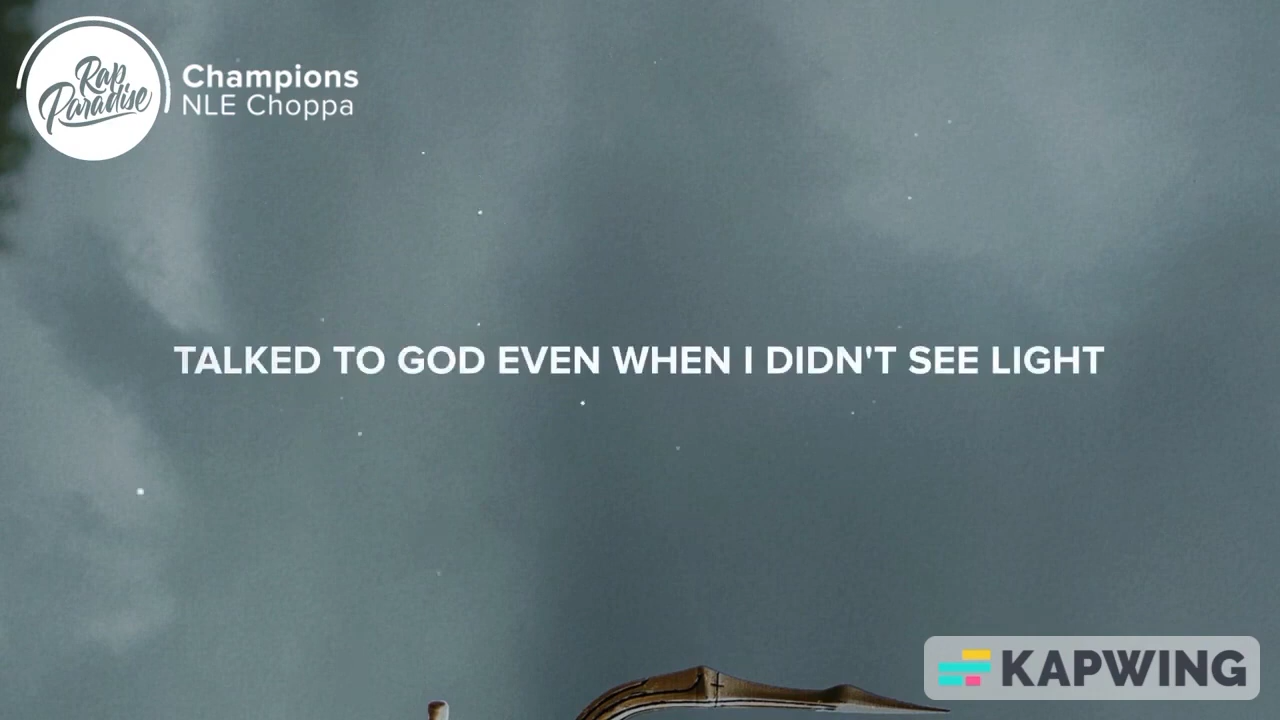 Rap
Paradise
Champions
NLE Choppa
TALKED TO GOD EVEN WHEN I DIDN'T SEE LIGHT
KAPWING